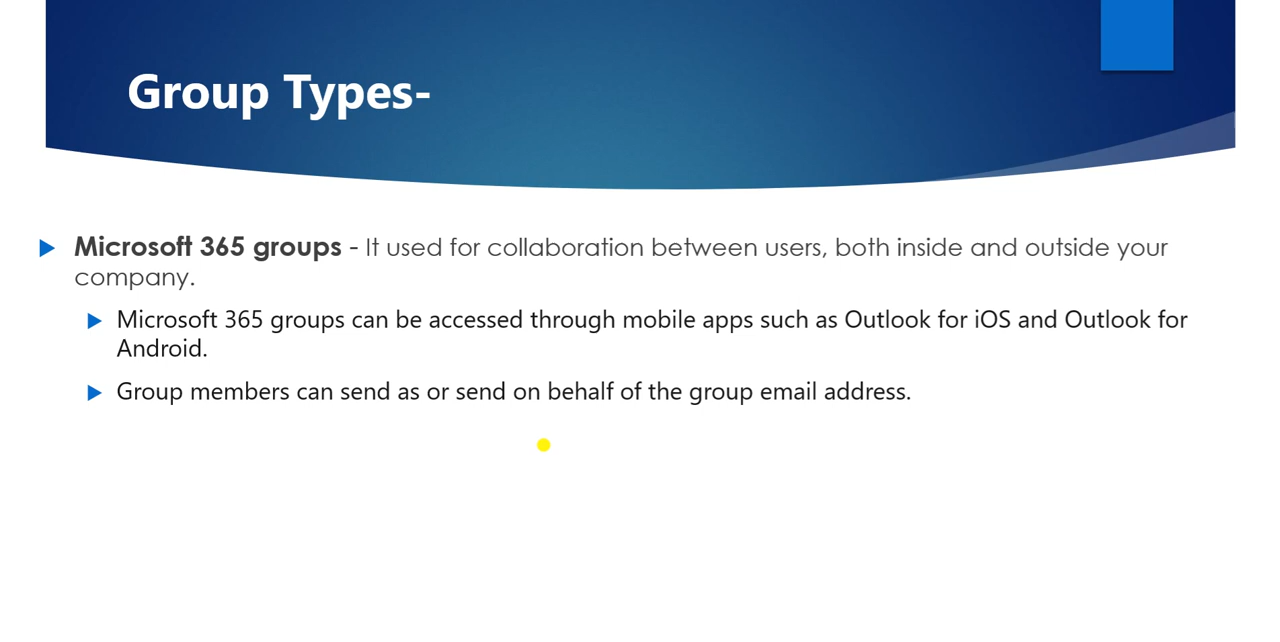 Group Types-
Microsoft 365 groups - It used for collaboration between users, both inside and outside your
company.
Microsoft 365 groups can be accessed through mobile apps such as Outlook for iOS and Outlook for
Android.
Group members can send as or send on behalf of the group email address.